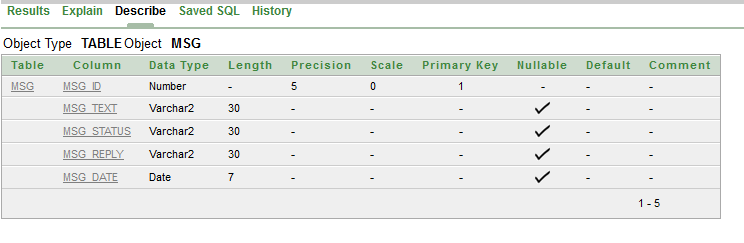 Results Explain Describe Saved SQL History
Object Type TABLE Object MSG
Table Column Data Type Length Precision Scale Primary Key Nullable Default Comment
MSG MSG_ID Number - 5 0 1 - - -
MSG_TEXT Varchar2 30 - - - ✓ - -
MSG_STATUS Varchar2 30 - - - ✓ - -
MSG_REPLY Varchar2 30 - - - ✓ - -
MSG_DATE Date 7 - - - ✓ - -
1 - 5